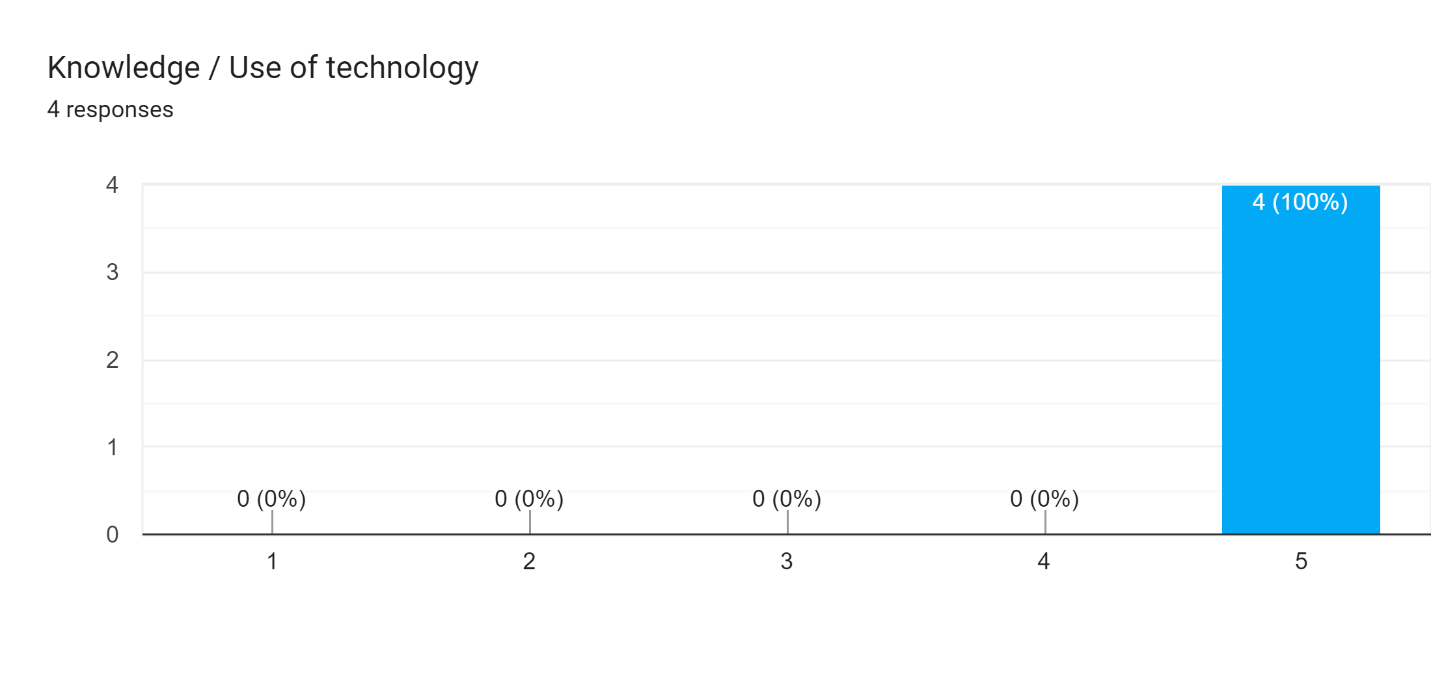 Knowledge / Use of technology
4 responses
4
4 (100%)
3
2
1
0 (0%) 0 (0%) 0 (0%) 0 (0%)
0
1 2 3 4 5